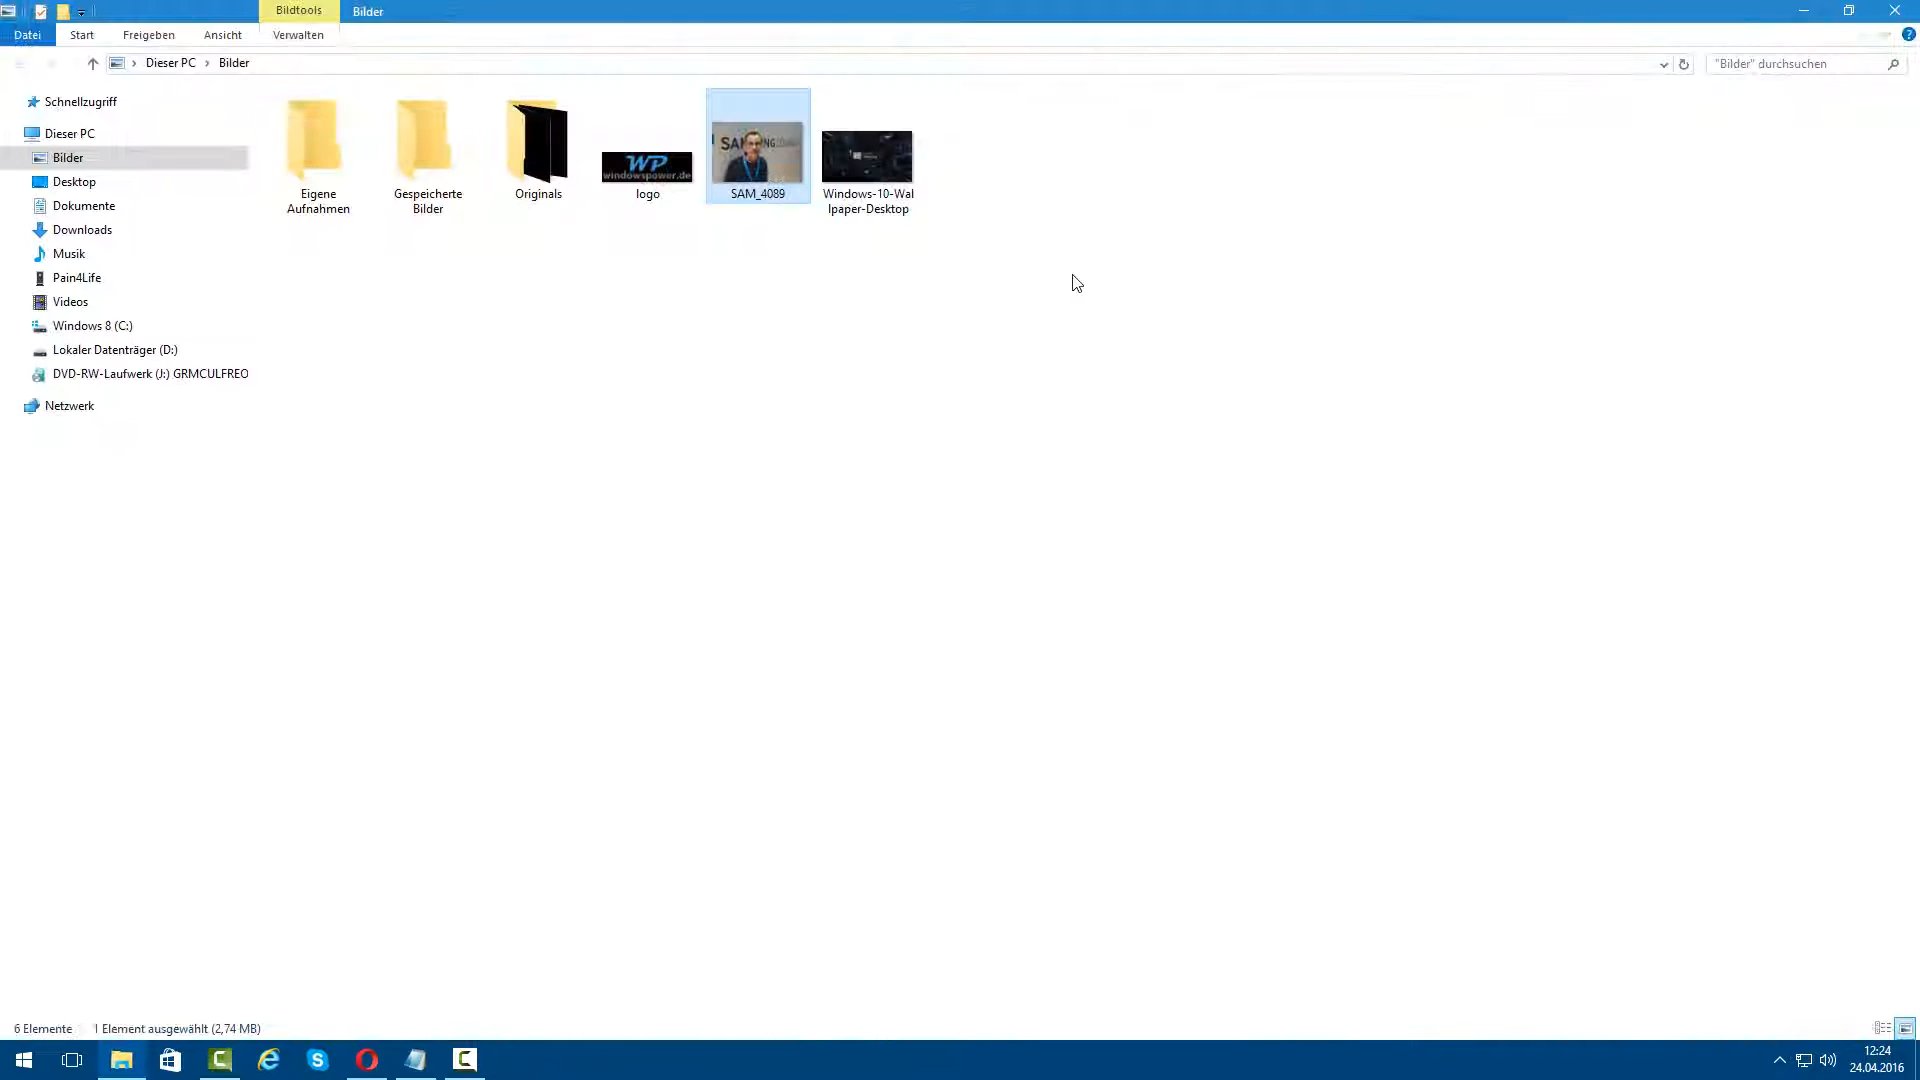 Bildtools
Bilder
Datei
Start
Freigeben
Ansicht
Verwalten
Dieser PC
Bilder
"Bilder" durchsuchen
Schnellzugriff
Dieser PC
Bilder
Desktop
Dokumente
Downloads
Musik
Pain4Life
Videos
Windows 8 (C:)
Lokaler Datenträger (D:)
DVD-RW-Laufwerk (J:) GRMCULFREO
Netzwerk
Eigene
Aufnahmen
Gespeicherte
Bilder
Originals
WP
windowspower.de
logo
SAM_4089
Windows-10-Wal
lpaper-Desktop
6 Elemente
1 Element ausgewählt (2,74 MB)
12:24
24.04.2016